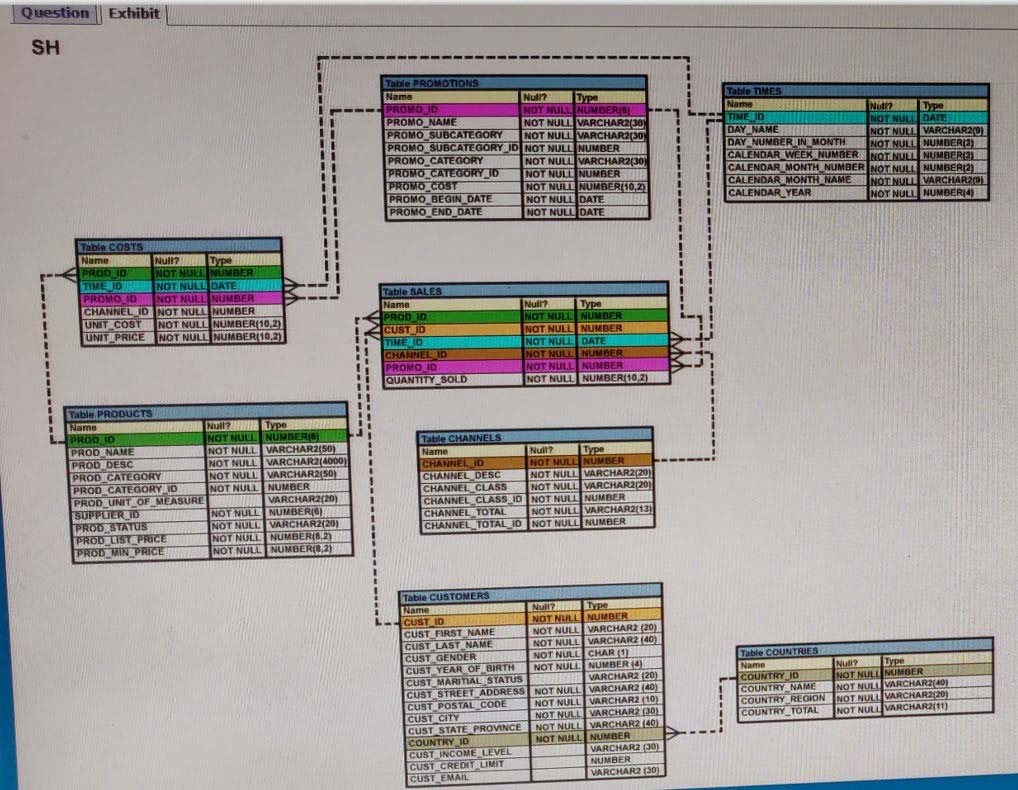 Question Exhibit
SH
Table PROMOTIONS
Name Null? Type
PROMO_ID NOT NULL NUMBER(6)
PROMO_NAME NOT NULL VARCHAR2(30)
PROMO_SUBCATEGORY NOT NULL VARCHAR2(30)
PROMO_SUBCATEGORY_ID NOT NULL NUMBER
PROMO_CATEGORY NOT NULL VARCHAR2(30)
PROMO_CATEGORY_ID NOT NULL NUMBER
PROMO_COST NOT NULL NUMBER(10,2)
PROMO_BEGIN_DATE NOT NULL DATE
PROMO_END_DATE NOT NULL DATE
Table TIMES
Name Null? Type
TIME_ID NOT NULL DATE
DAY_NAME NOT NULL VARCHAR2(9)
DAY_NUMBER_IN_MONTH NOT NULL NUMBER(2)
CALENDAR_WEEK_NUMBER NOT NULL NUMBER(2)
CALENDAR_MONTH_NUMBER NOT NULL NUMBER(2)
CALENDAR_MONTH_NAME NOT NULL VARCHAR2(9)
CALENDAR_YEAR NOT NULL NUMBER(4)
Table COSTS
Name Null? Type
PROD_ID NOT NULL NUMBER
TIME_ID NOT NULL DATE
PROMO_ID NOT NULL NUMBER
CHANNEL_ID NOT NULL NUMBER
UNIT_COST NOT NULL NUMBER(10,2)
UNIT_PRICE NOT NULL NUMBER(10,2)
Table SALES
Name Null? Type
PROD_ID NOT NULL NUMBER
CUST_ID NOT NULL NUMBER
TIME_ID NOT NULL DATE
CHANNEL_ID NOT NULL NUMBER
PROMO_ID NOT NULL NUMBER
QUANTITY_SOLD NOT NULL NUMBER(10,2)
Table PRODUCTS
Name Null? Type
PROD_ID NOT NULL NUMBER(6)
PROD_NAME NOT NULL VARCHAR2(50)
PROD_DESC NOT NULL VARCHAR2(4000)
PROD_CATEGORY NOT NULL VARCHAR2(50)
PROD_CATEGORY_ID NOT NULL NUMBER
PROD_UNIT_OF_MEASURE VARCHAR2(20)
SUPPLIER_ID NOT NULL NUMBER(6)
PROD_STATUS NOT NULL VARCHAR2(20)
PROD_LIST_PRICE NOT NULL NUMBER(8,2)
PROD_MIN_PRICE NOT NULL NUMBER(8,2)
Table CHANNELS
Name Null? Type
CHANNEL_ID NOT NULL NUMBER
CHANNEL_DESC NOT NULL VARCHAR2(20)
CHANNEL_CLASS NOT NULL VARCHAR2(20)
CHANNEL_CLASS_ID NOT NULL NUMBER
CHANNEL_TOTAL NOT NULL VARCHAR2(13)
CHANNEL_TOTAL_ID NOT NULL NUMBER
Table CUSTOMERS
Name Null? Type
CUST_ID NOT NULL NUMBER
CUST_FIRST_NAME NOT NULL VARCHAR2 (20)
CUST_LAST_NAME NOT NULL VARCHAR2 (40)
CUST_GENDER NOT NULL CHAR (1)
CUST_YEAR_OF_BIRTH NOT NULL NUMBER (4)
CUST_MARITIAL_STATUS VARCHAR2 (20)
CUST_STREET_ADDRESS NOT NULL VARCHAR2 (40)
CUST_POSTAL_CODE NOT NULL VARCHAR2 (10)
CUST_CITY NOT NULL VARCHAR2 (30)
CUST_STATE_PROVINCE NOT NULL VARCHAR2 (40)
COUNTRY_ID NOT NULL NUMBER
CUST_INCOME_LEVEL VARCHAR2 (30)
CUST_CREDIT_LIMIT NUMBER
CUST_EMAIL VARCHAR2 (30)
Table COUNTRIES
Name Null? Type
COUNTRY_ID NOT NULL NUMBER
COUNTRY_NAME NOT NULL VARCHAR2(40)
COUNTRY_REGION NOT NULL VARCHAR2(20)
COUNTRY_TOTAL NOT NULL VARCHAR2(11)